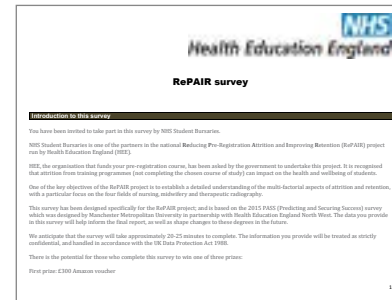 NHS
Health Education England
RePAIR survey
Introduction to this survey
You have been invited to take part in this survey by NHS Student Bursaries.
NHS Student Bursaries is one of the partners in the national Reducing Pre-Registration Attrition and Improving Retention (RePAIR) project
run by Health Education England (HEE).
HEE, the organisation that funds your pre-registration course, has been asked by the government to undertake this project. It is recognised
that attrition from training programmes (not completing the chosen course of study) can impact on the health and wellbeing of students.
One of the key objectives of the RePAIR project is to establish a detailed understanding of the multi-factorial aspects of attrition and retention,
with a particular focus on the four fields of nursing, midwifery and therapeutic radiography.
This survey has been designed specifically for the RePAIR project; and is based on the 2015 PASS (Predicting and Securing Success) survey
which was designed by Manchester Metropolitan University in partnership with Health Education England North West. The data you provide
in this survey will help inform the final report, as well as shape changes to these degrees in the future.
We anticipate that the survey will take approximately 20-25 minutes to complete. The information you provide will be treated as strictly
confidential, and handled in accordance with the UK Data Protection Act 1988.
There is the potential for those who complete this survey to win one of three prizes:
First prize: £300 Amazon voucher
1